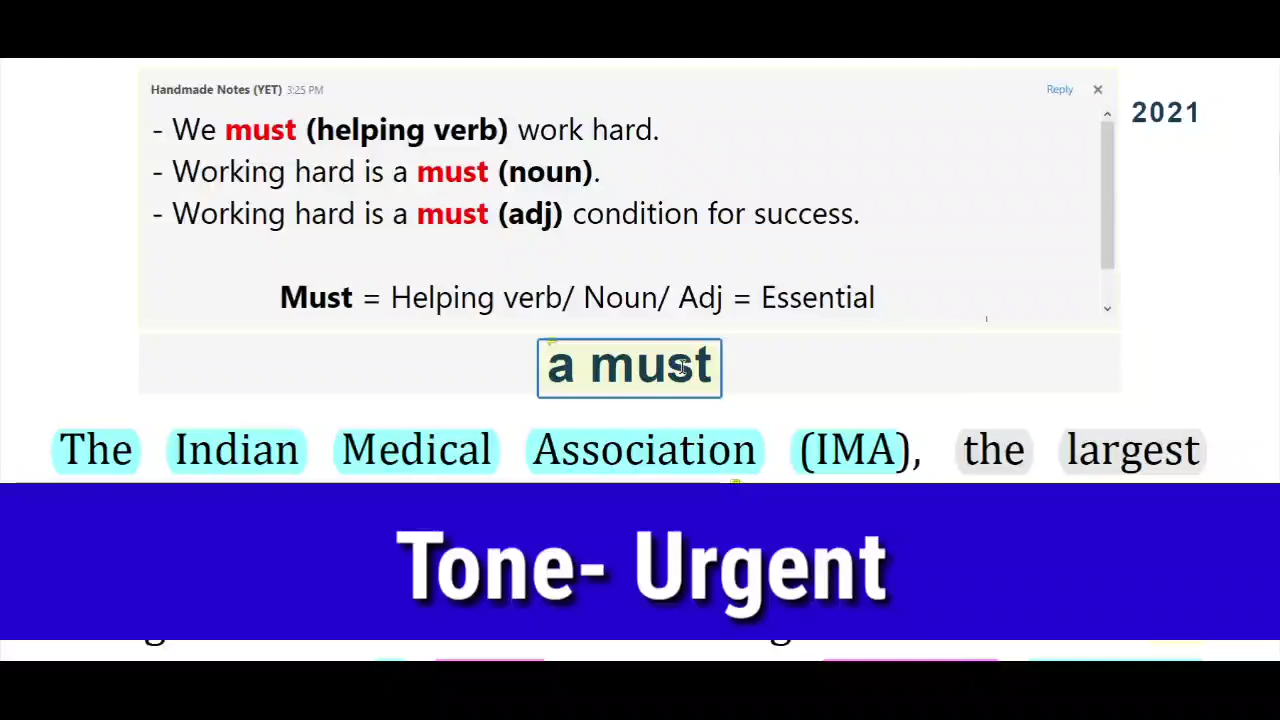 Handmade Notes (YET) 3:25 PM Reply ×
- We must (helping verb) work hard.
2021
- Working hard is a must (noun).
- Working hard is a must (adj) condition for success.
Must = Helping verb/ Noun/ Adj = Essential
a must
The Indian Medical Association (IMA), the largest
Tone- Urgent